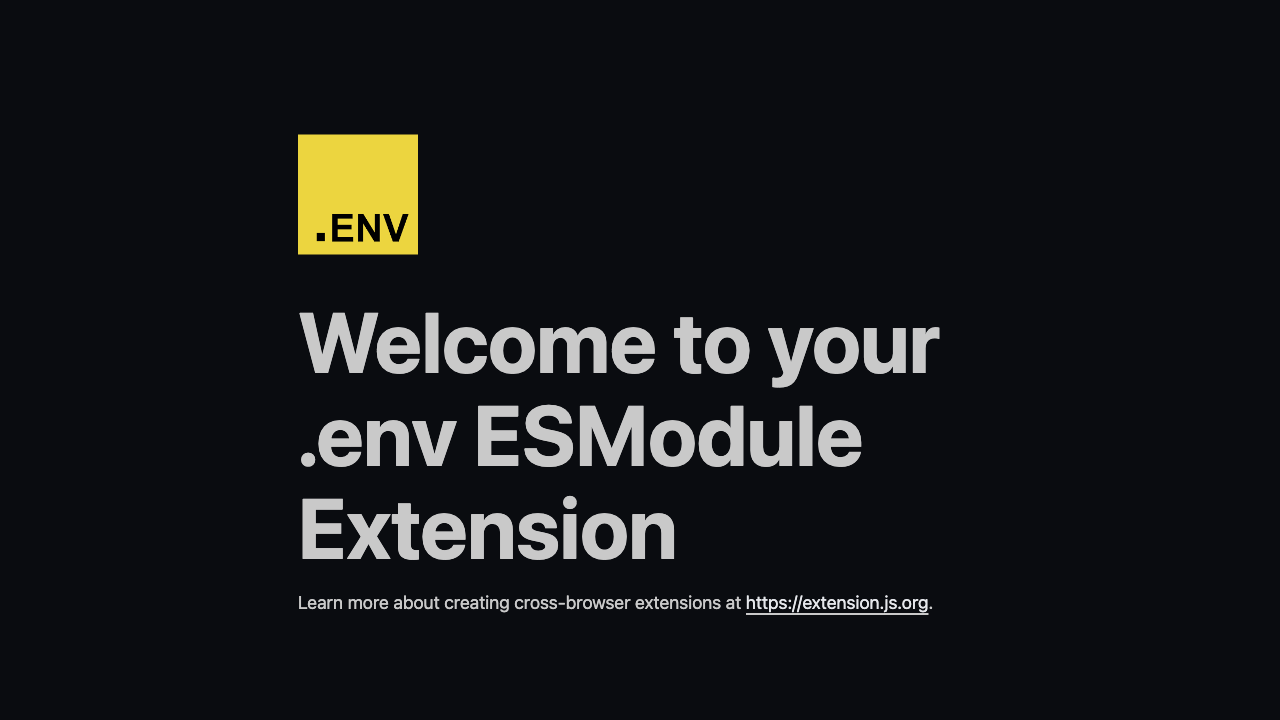 .ENV
Welcome to your
.env ESModule
Extension
Learn more about creating cross-browser extensions at https://extension.js.org.